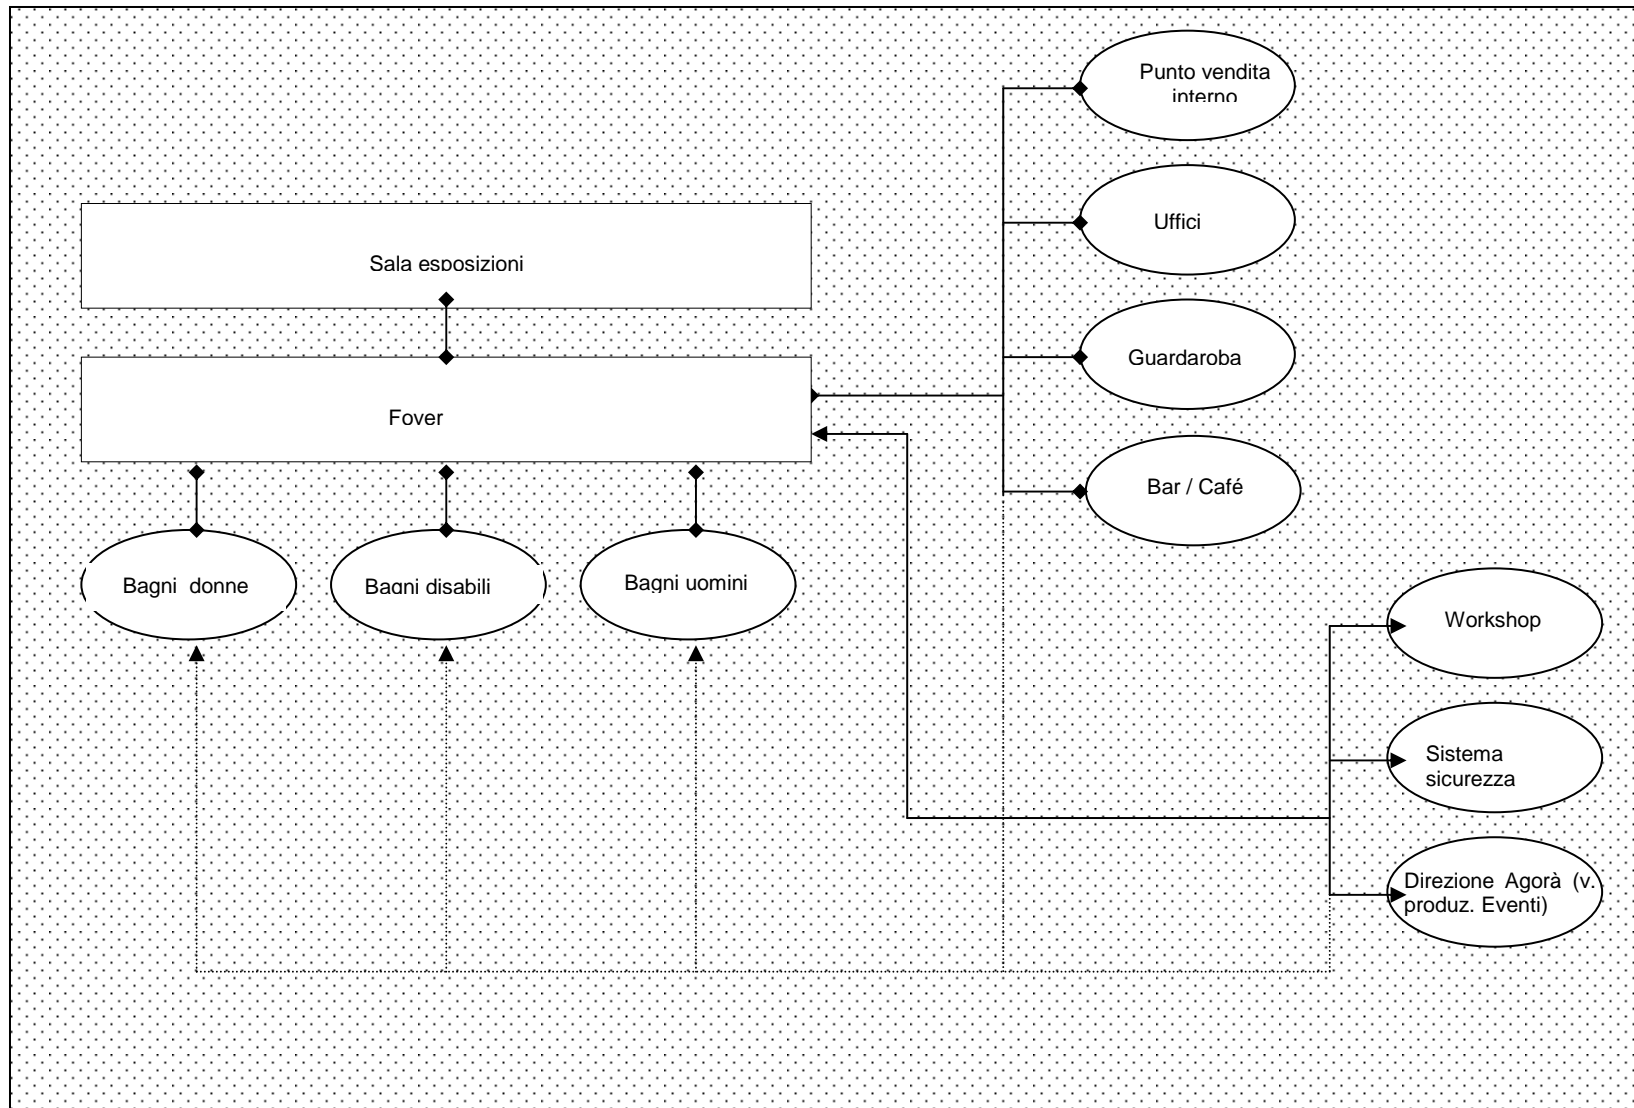 Punto vendita
interno
Uffici
Sala esposizioni
Guardaroba
Foyer
Bar / Café
Bagni donne
Bagni disabili
Bagni uomini
Workshop
Sistema
sicurezza
Direzione Agorà (v.
produz. Eventi)